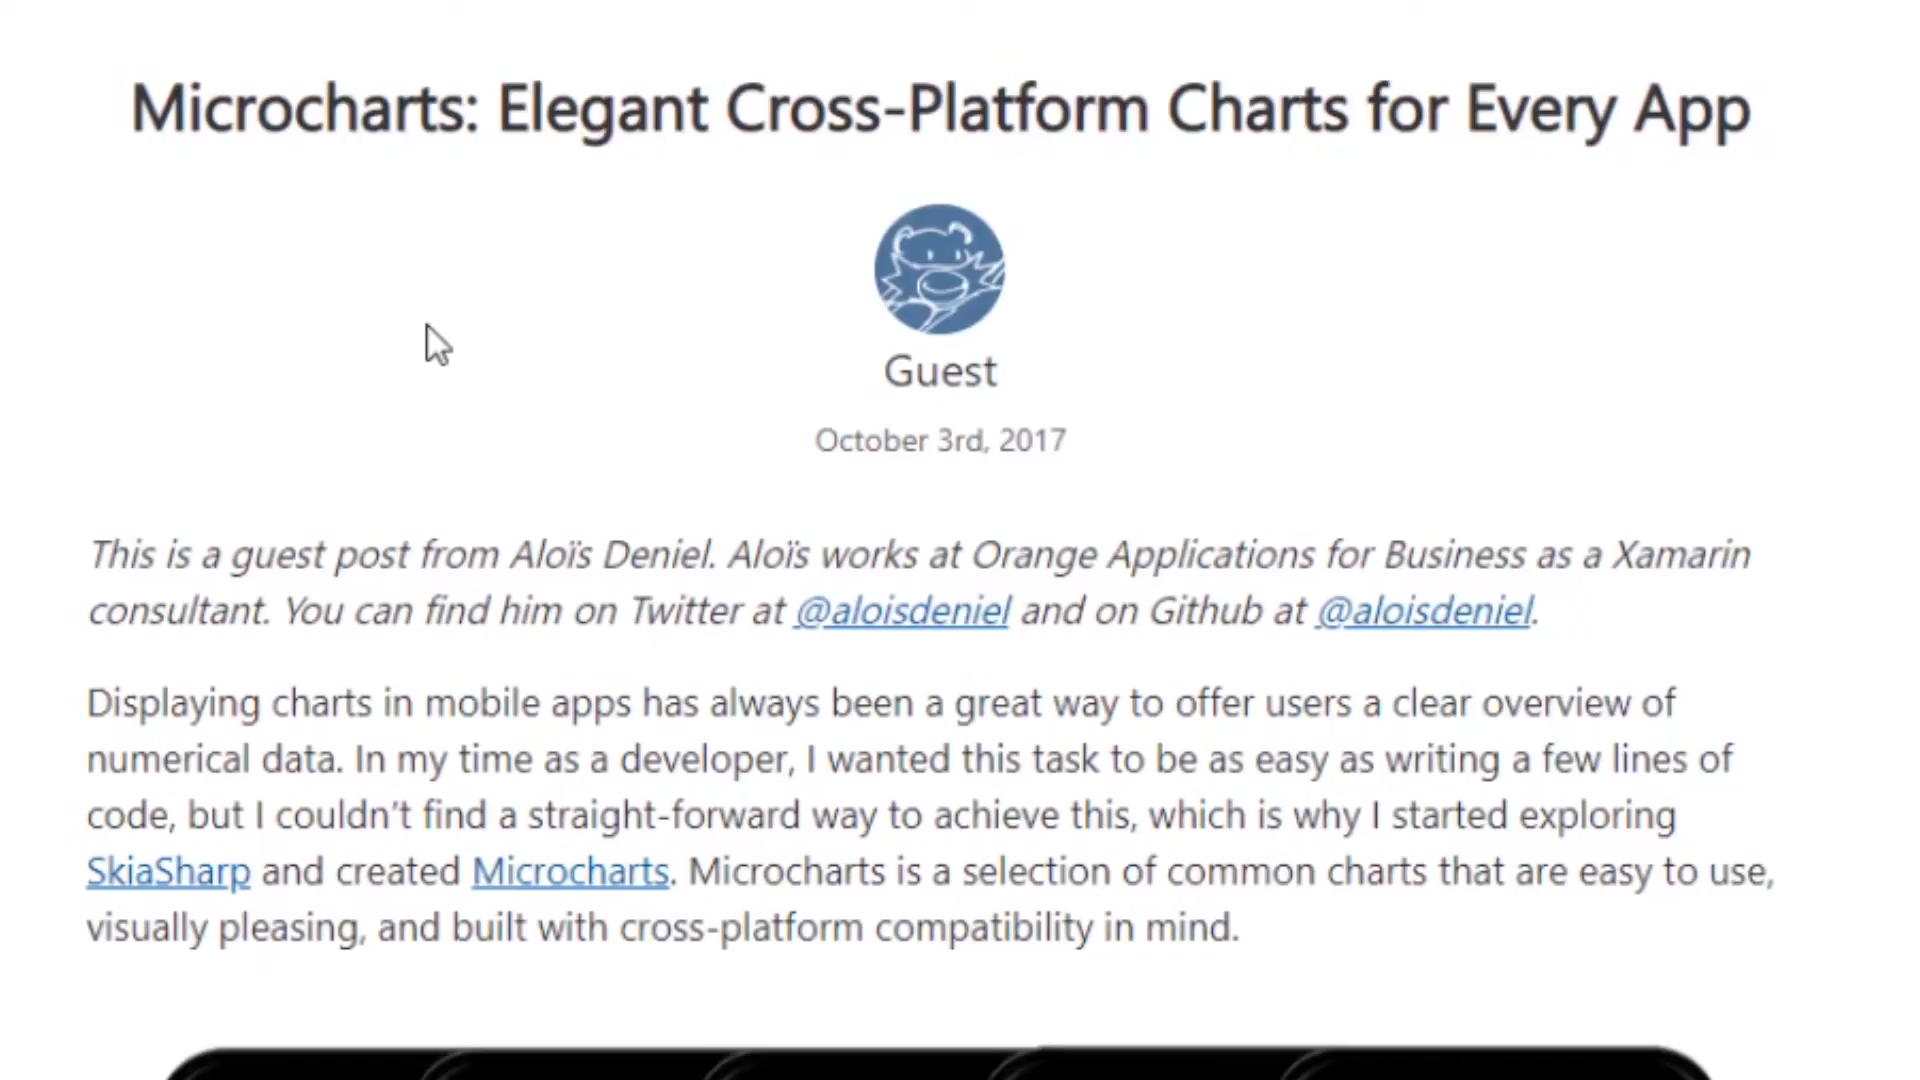 Microcharts: Elegant Cross-Platform Charts for Every App
Guest
October 3rd, 2017
This is a guest post from Aloïs Deniel. Aloïs works at Orange Applications for Business as a Xamarin
consultant. You can find him on Twitter at @aloisdeniel and on Github at @aloisdeniel.
Displaying charts in mobile apps has always been a great way to offer users a clear overview of
numerical data. In my time as a developer, I wanted this task to be as easy as writing a few lines of
code, but I couldn’t find a straight-forward way to achieve this, which is why I started exploring
SkiaSharp and created Microcharts. Microcharts is a selection of common charts that are easy to use,
visually pleasing, and built with cross-platform compatibility in mind.